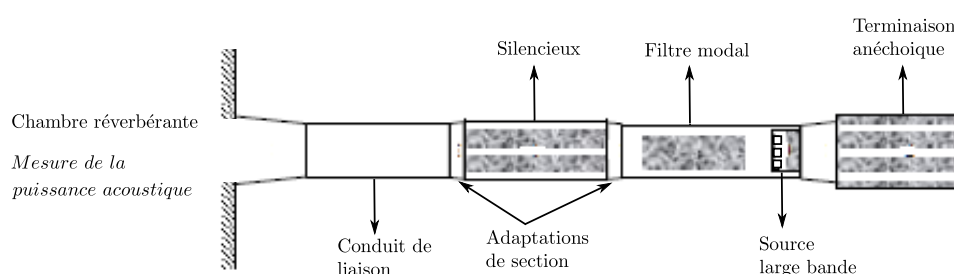 Terminaison
anéchoique
Silencieux
Filtre modal
Chambre réverbérante
Mesure de la
puissance acoustique
Conduit de
liaison
Adaptations
de section
Source
large bande